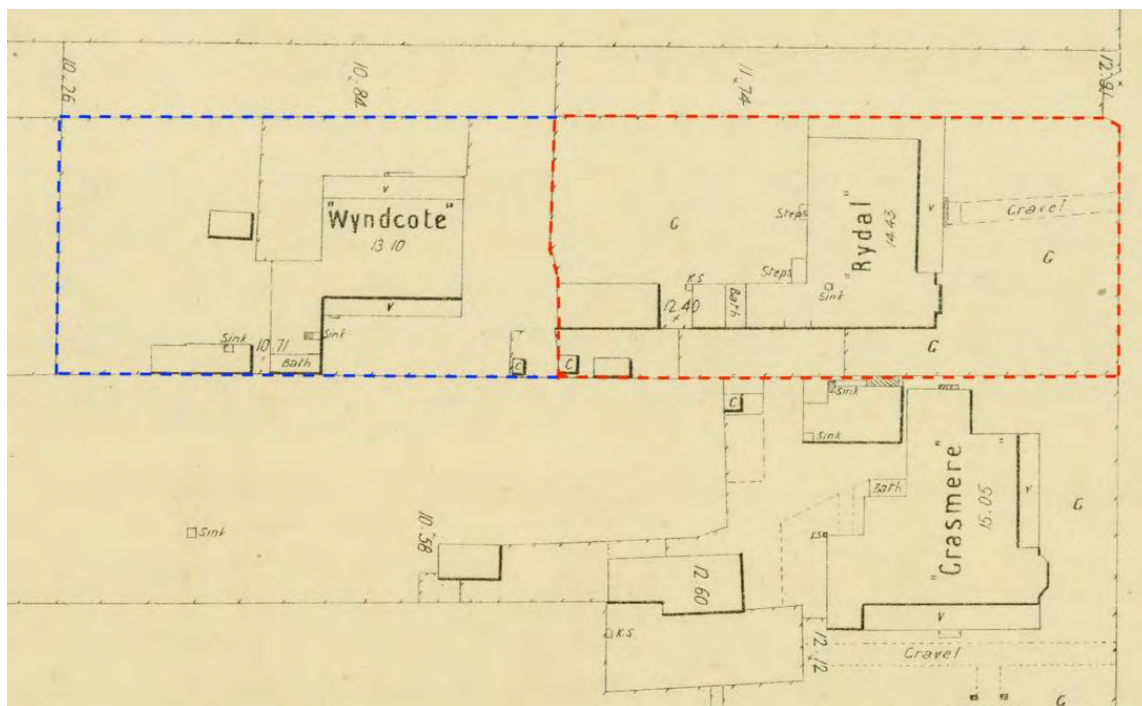 10.26
10.84
11.74
"Wyndcote"
13.10
V
Sink
10.71
Sink
Bath
C
G
Steps
Steps
K.S
12.40
Bath
"Rydal"
14.43
Sink
V
Gravel
G
G
C
C
Sink
Sink
Bath
"Grasmere"
15.05
V
G
V
Sink
10.58
12.60
K.S
12.12
Gravel
G
V